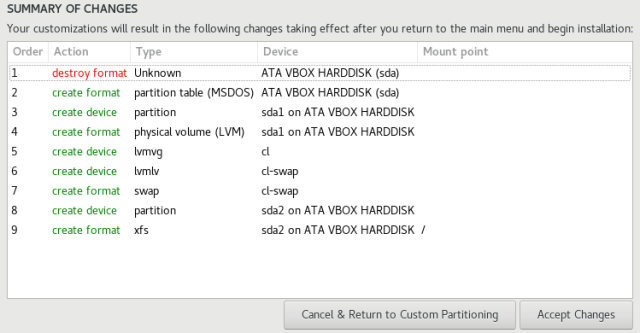 SUMMARY OF CHANGES
Your customizations will result in the following changes taking effect after you return to the main menu and begin installation:
Order Action Type Device Mount point
1 destroy format Unknown ATA VBOX HARDDISK (sda)
2 create format partition table (MSDOS) ATA VBOX HARDDISK (sda)
3 create device partition sda1 on ATA VBOX HARDDISK
4 create format physical volume (LVM) sda1 on ATA VBOX HARDDISK
5 create device lvmvg cl
6 create device lvmlv cl-swap
7 create format swap cl-swap
8 create device partition sda2 on ATA VBOX HARDDISK
9 create format xfs sda2 on ATA VBOX HARDDISK /
Cancel & Return to Custom Partitioning Accept Changes